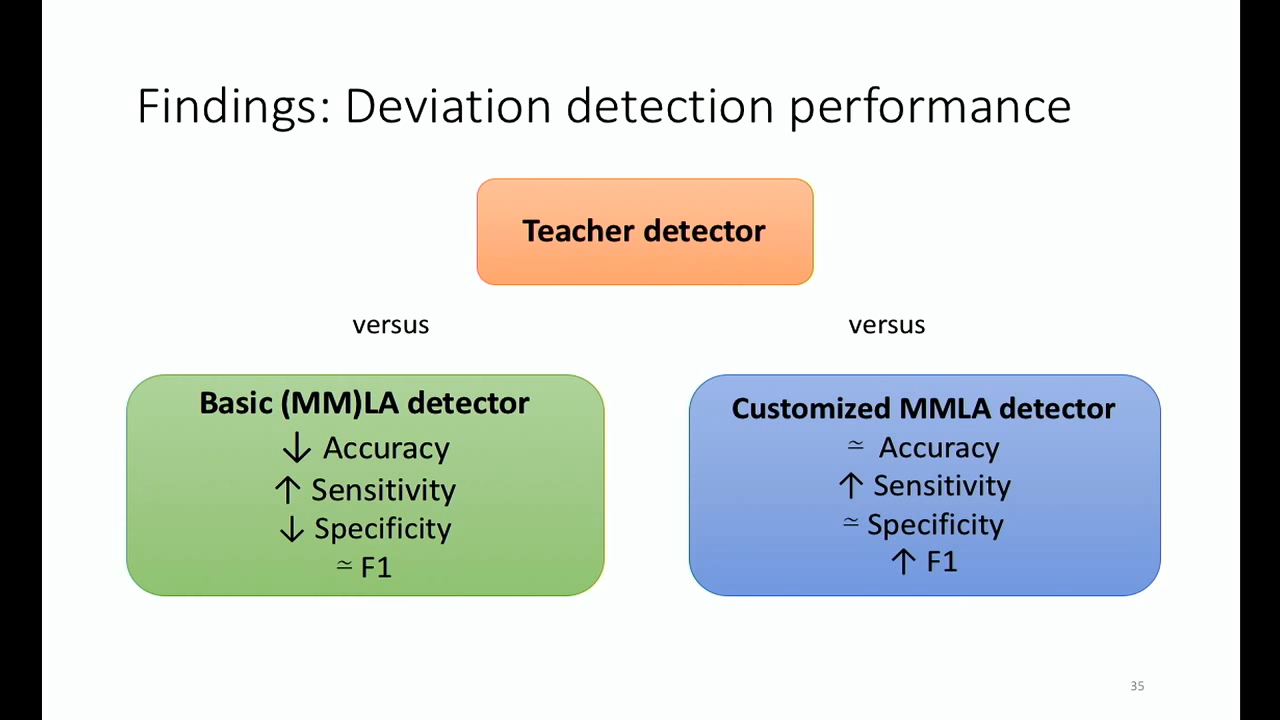 Findings: Deviation detection performance
Teacher detector
versus
versus
Basic (MM)LA detector
↓ Accuracy
↑ Sensitivity
↓ Specificity
≃ F1
Customized MMLA detector
≃ Accuracy
↑ Sensitivity
≃ Specificity
↑ F1
35